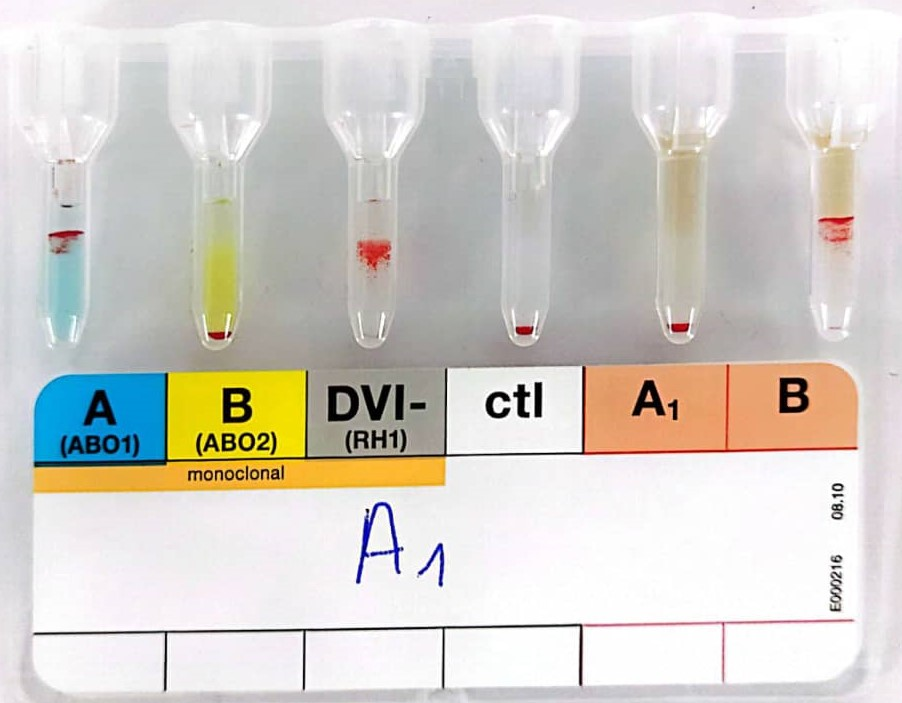 A B DVI- ctl A₁ B
(ABO1) (ABO2) (RH1)
monoclonal
A1
E000216 08.10